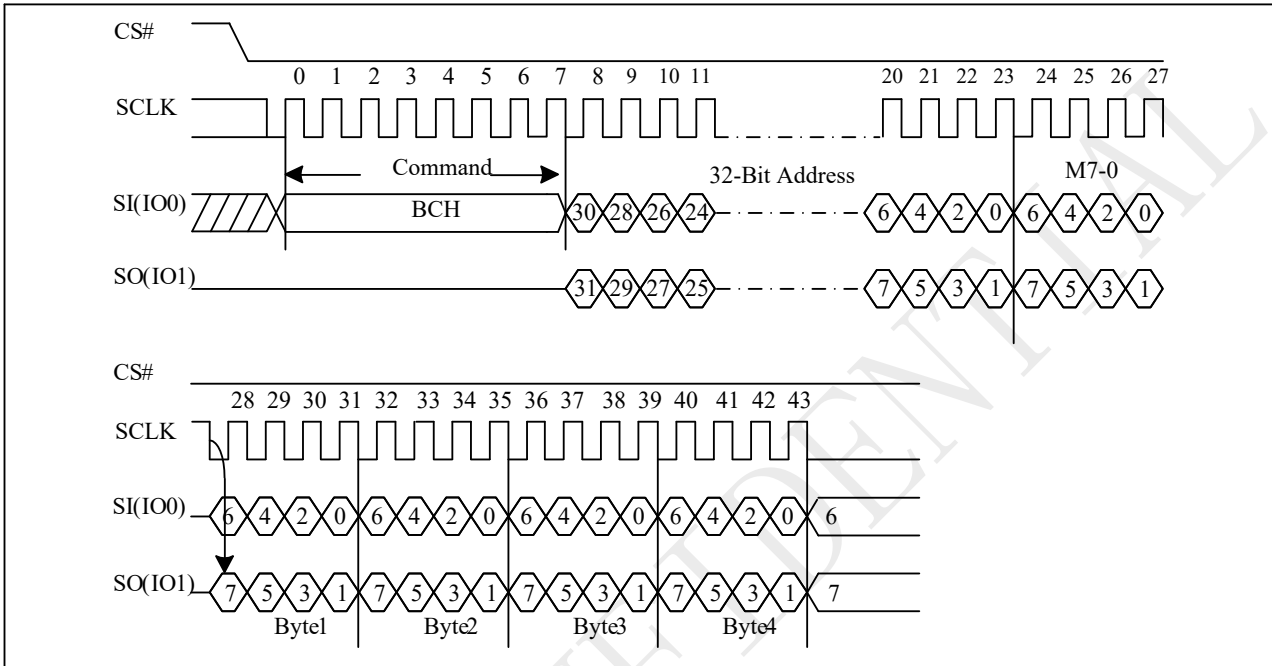 CS#
0 1 2 3 4 5 6 7 8 9 10 11 20 21 22 23 24 25 26 27
SCLK
Command 32-Bit Address M7-0
SI(IO0) BCH 30 28 26 24 6 4 2 0 6 4 2 0
SO(IO1) 31 29 27 25 7 5 3 1 7 5 3 1
CS#
28 29 30 31 32 33 34 35 36 37 38 39 40 41 42 43
SCLK
SI(IO0) 6 4 2 0 6 4 2 0 6 4 2 0 6 4 2 0 6
SO(IO1) 7 5 3 1 7 5 3 1 7 5 3 1 7 5 3 1 7
Byte1 Byte2 Byte3 Byte4